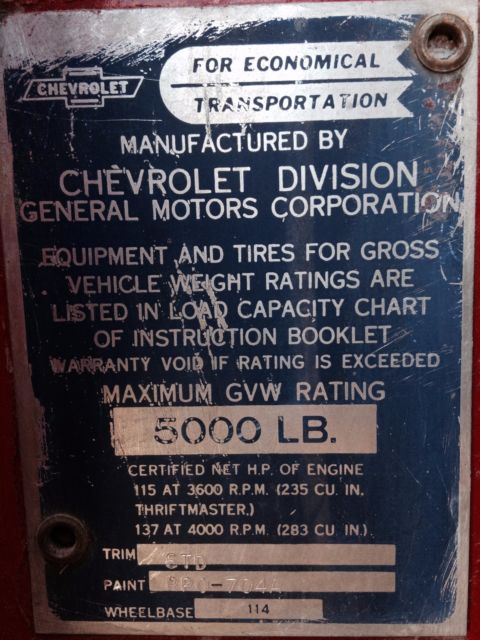 CHEVROLET
FOR ECONOMICAL
TRANSPORTATION
MANUFACTURED BY
CHEVROLET DIVISION
GENERAL MOTORS CORPORATION
EQUIPMENT AND TIRES FOR GROSS
VEHICLE WEIGHT RATINGS ARE
LISTED IN LOAD CAPACITY CHART
OF INSTRUCTION BOOKLET
WARRANTY VOID IF RATING IS EXCEEDED
MAXIMUM GVW RATING
5000 LB.
CERTIFIED NET H.P. OF ENGINE
115 AT 3600 R.P.M. (235 CU. IN.
THRIFTMASTER.)
137 AT 4000 R.P.M. (283 CU IN.)
TRIM STD
PAINT
WHEELBASE 114